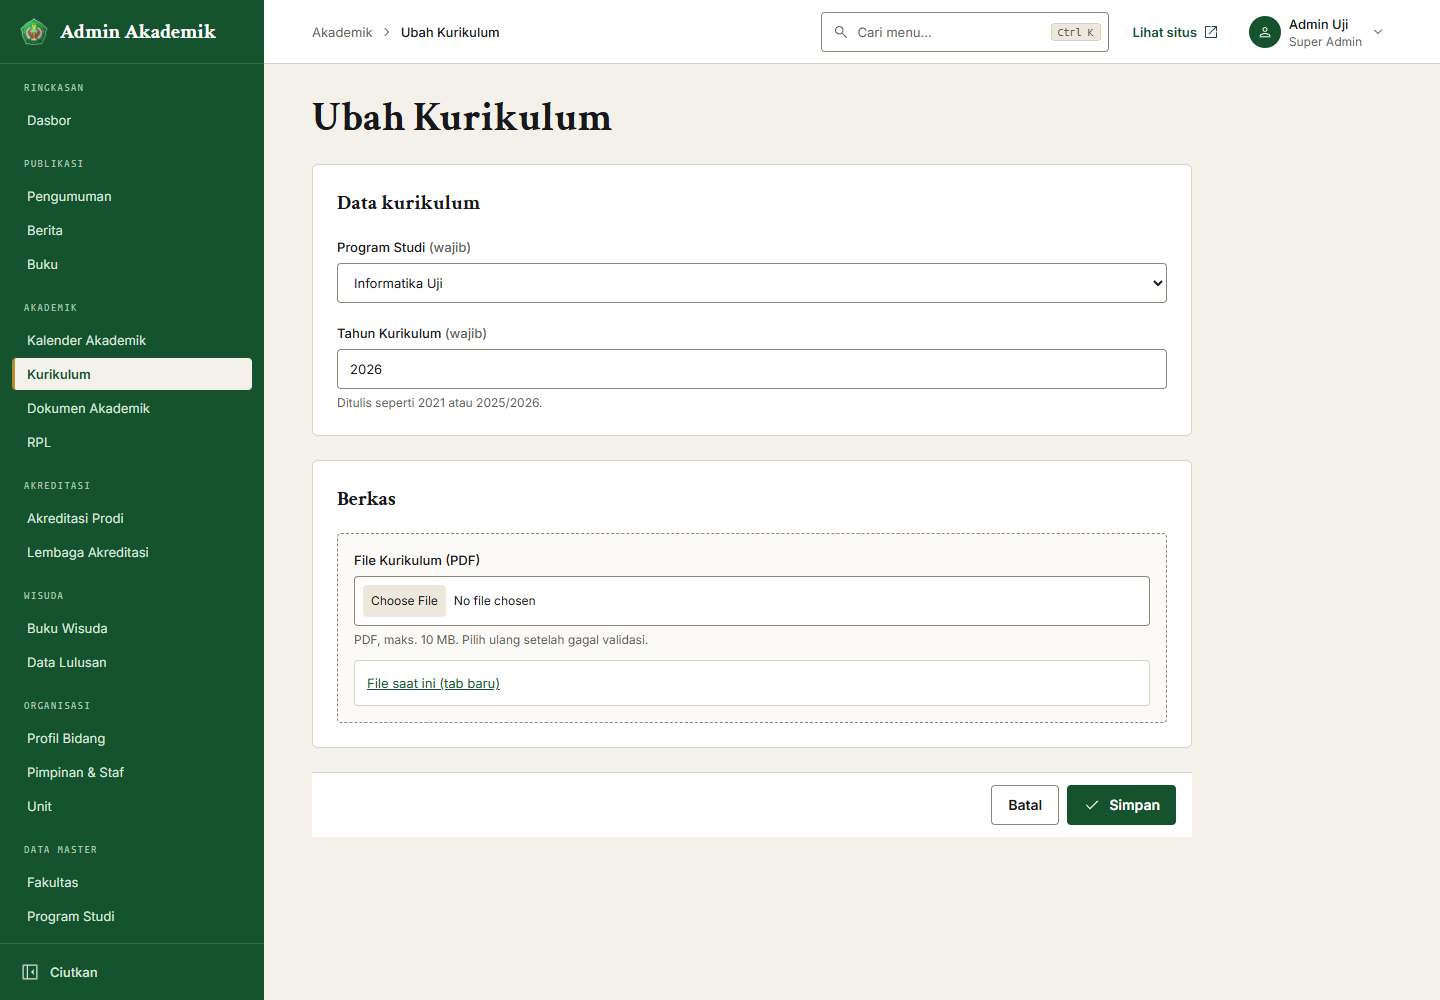 Admin Akademik
RINGKASAN
Dasbor
PUBLIKASI
Pengumuman
Berita
Buku
AKADEMIK
Kalender Akademik
Kurikulum
Dokumen Akademik
RPL
AKREDITASI
Akreditasi Prodi
Lembaga Akreditasi
WISUDA
Buku Wisuda
Data Lulusan
ORGANISASI
Profil Bidang
Pimpinan & Staf
Unit
DATA MASTER
Fakultas
Program Studi
Ciutkan
Akademik > Ubah Kurikulum
Cari menu... Ctrl K
Lihat situs
Admin Uji
Super Admin
Ubah Kurikulum
Data kurikulum
Program Studi (wajib)
Informatika Uji
Tahun Kurikulum (wajib)
2026
Ditulis seperti 2021 atau 2025/2026.
Berkas
File Kurikulum (PDF)
Choose File No file chosen
PDF, maks. 10 MB. Pilih ulang setelah gagal validasi.
File saat ini (tab baru)
Batal Simpan